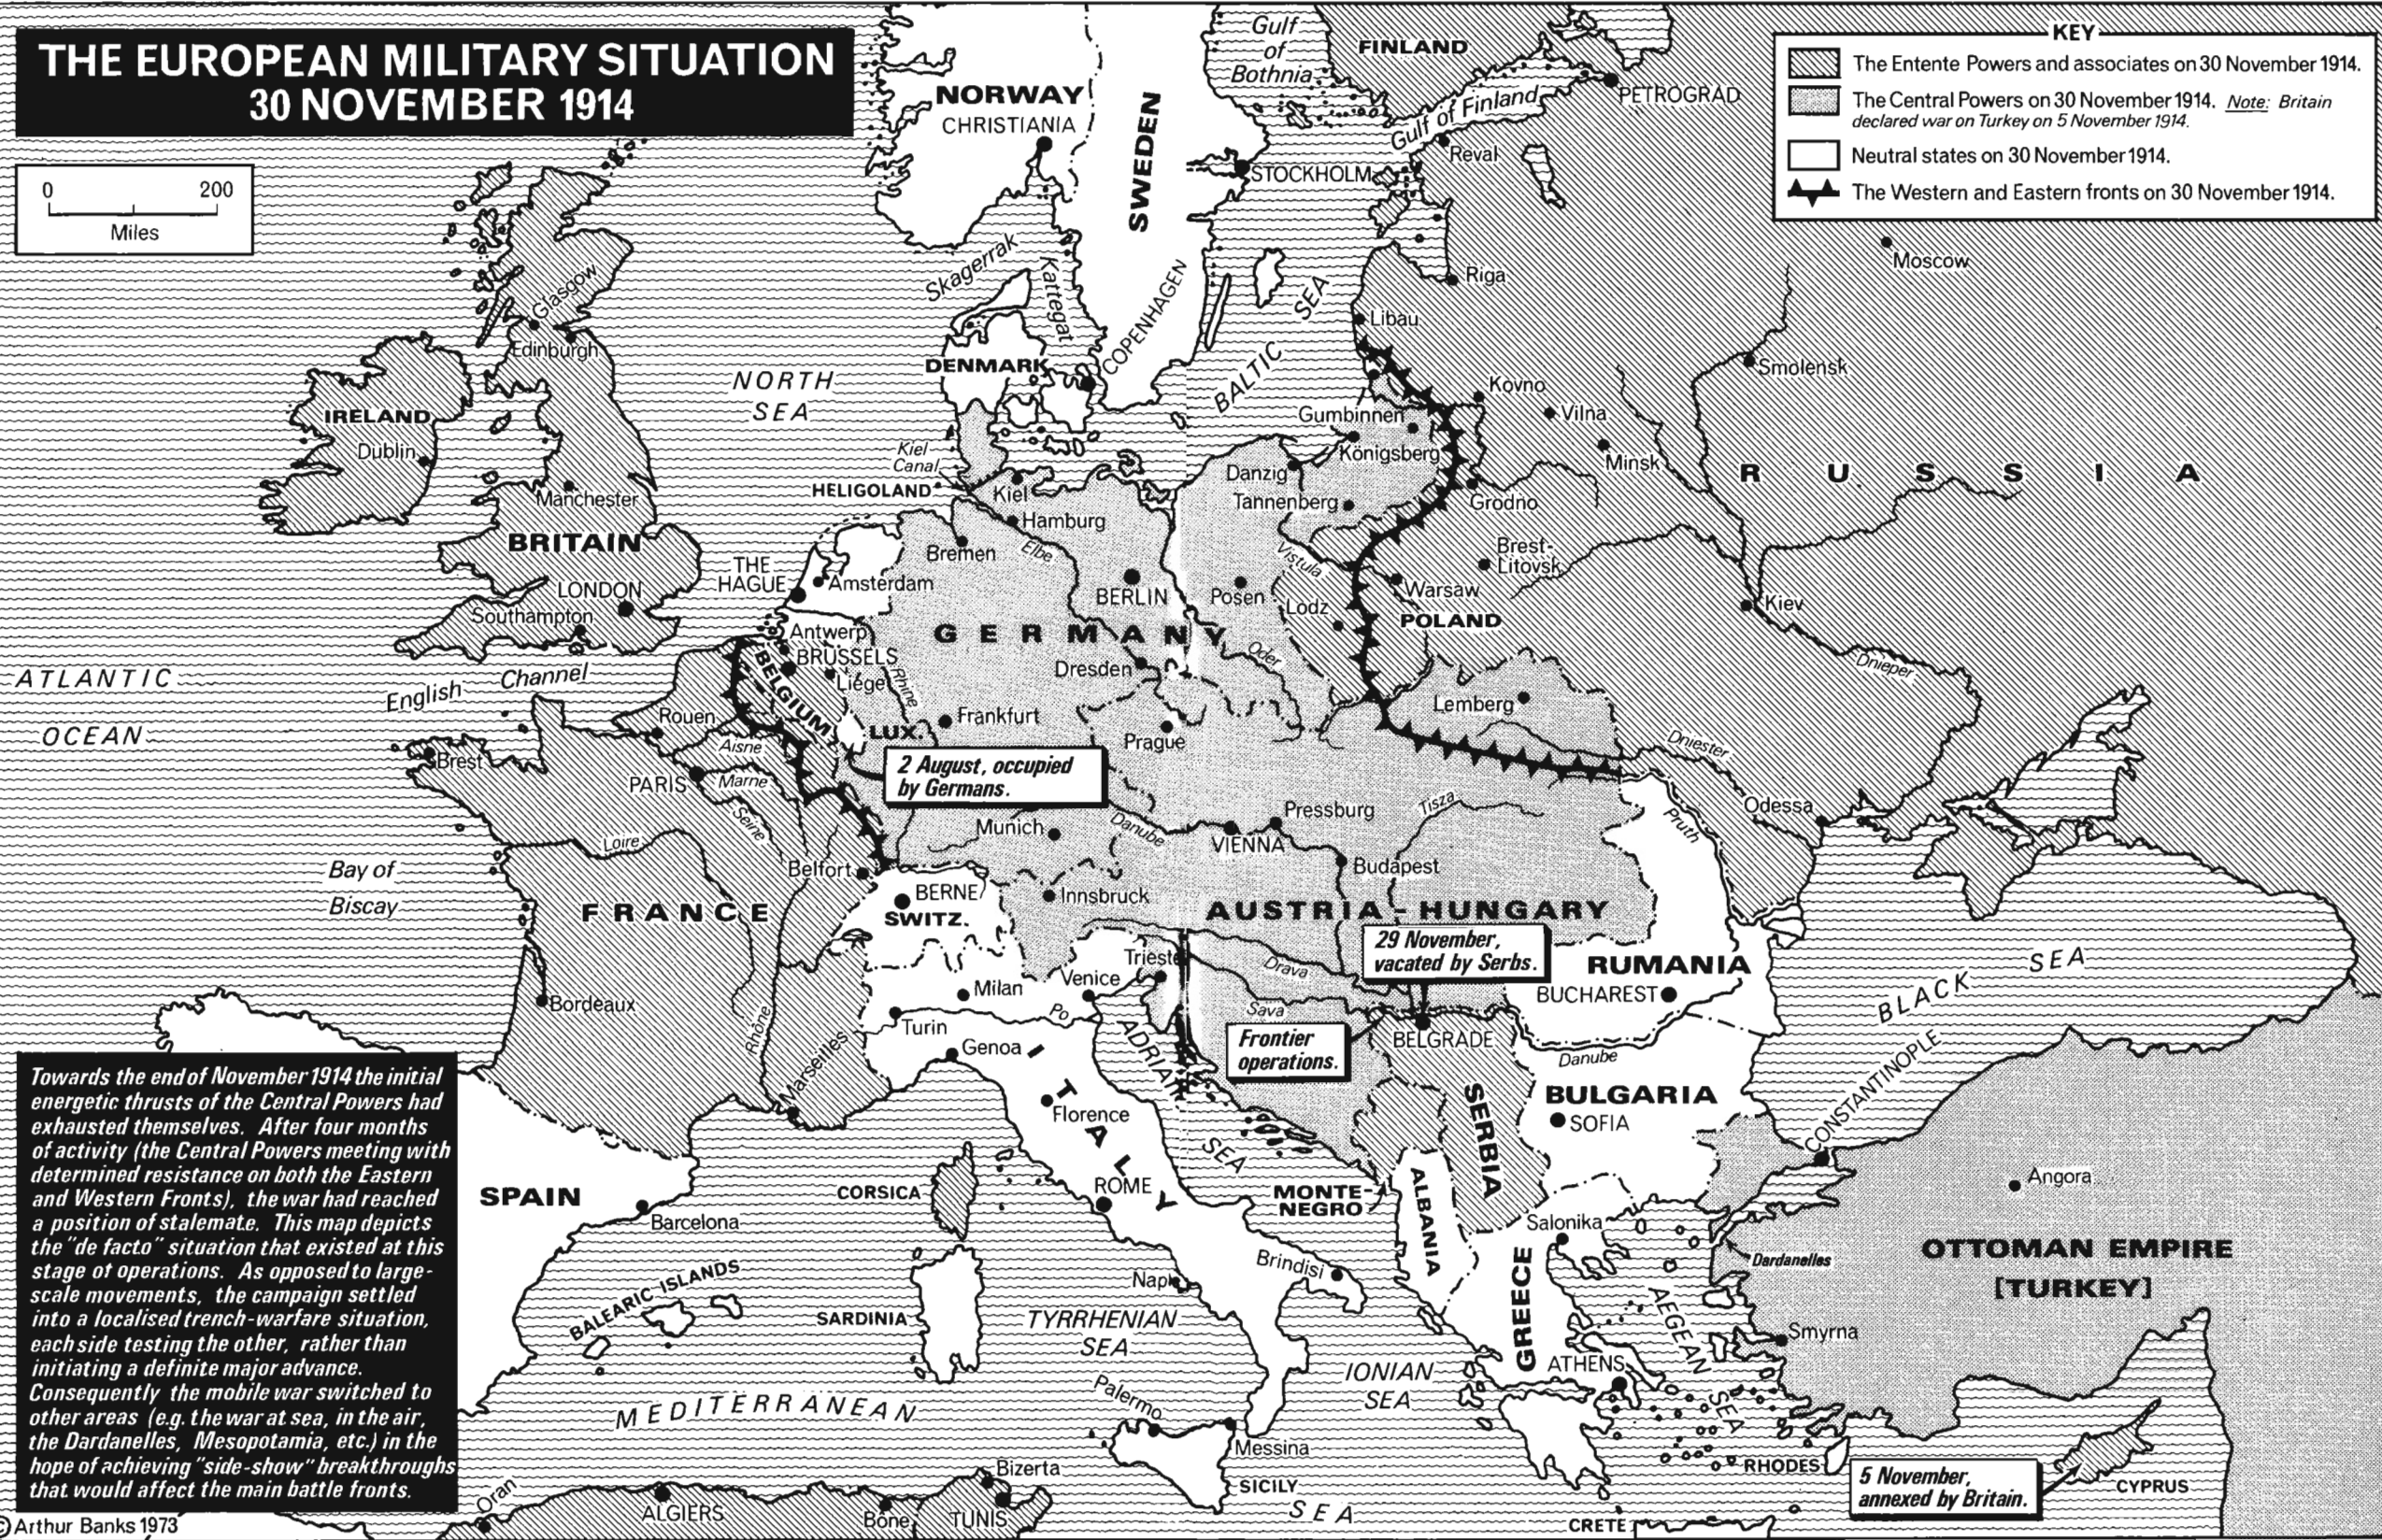 THE EUROPEAN MILITARY SITUATION
30 NOVEMBER 1914
0 200
Miles
KEY
The Entente Powers and associates on 30 November 1914.
The Central Powers on 30 November 1914. Note: Britain
declared war on Turkey on 5 November 1914.
Neutral states on 30 November 1914.
The Western and Eastern fronts on 30 November 1914.
Gulf
of
Bothnia
FINLAND
NORWAY
CHRISTIANIA
SWEDEN
PETROGRAD
Gulf of Finland
Reval
STOCKHOLM
Moscow
Riga
Skagerrak
Kattegat
COPENHAGEN
BALTIC SEA
Libau
Glasgow
Edinburgh
Smolensk
DENMARK
NORTH
SEA
Kovno
Vilna
Gumbinnen
IRELAND
Dublin
Kiel
Canal
Königsberg
Minsk
Danzig
RUSSIA
HELIGOLAND
Kiel
Manchester
Tannenberg
Grodno
Hamburg
BRITAIN
Bremen
Elbe
Vistula
Brest-
Litovsk
THE
HAGUE
Amsterdam
LONDON
BERLIN
Posen
Warsaw
Lodz
Southampton
POLAND
Kiev
GERMANY
Antwerp
BRUSSELS
BELGIUM
Liége
Rhine
Dresden
Oder
Dnieper
ATLANTIC
OCEAN
English Channel
Lemberg
Rouen
Frankfurt
LUX.
Prague
Aisne
Dniester
Brest
2 August, occupied
by Germans.
PARIS
Marne
Seine
Pressburg
Tisza
Odessa
Munich
Danube
VIENNA
Pruth
Loire
Budapest
Bay of
Biscay
Belfort
BERNE
SWITZ.
Innsbruck
FRANCE
AUSTRIA-HUNGARY
29 November,
vacated by Serbs.
Trieste
Drava
RUMANIA
BUCHAREST
Venice
Milan
Bordeaux
Po
Sava
BLACK SEA
Turin
Rhône
BELGRADE
Frontier
operations.
Genoa
Danube
ADRIATIC SEA
Marseilles
CONSTANTINOPLE
ITALY
BULGARIA
SERBIA
Florence
SOFIA
Angora
SPAIN
CORSICA
ROME
MONTE-
NEGRO
ALBANIA
Barcelona
Salonika
OTTOMAN EMPIRE
[TURKEY]
Dardanelles
Brindisi
BALEARIC ISLANDS
SARDINIA
TYRRHENIAN
SEA
GREECE
AEGEAN SEA
Smyrna
ATHENS
IONIAN
SEA
MEDITERRANEAN SEA
Palermo
Messina
SICILY
RHODES
5 November,
annexed by Britain.
CYPRUS
Bizerta
Oran
ALGIERS
Bône
TUNIS
CRETE
Towards the end of November 1914 the initial
energetic thrusts of the Central Powers had
exhausted themselves. After four months
of activity (the Central Powers meeting with
determined resistance on both the Eastern
and Western Fronts), the war had reached
a position of stalemate. This map depicts
the "de facto" situation that existed at this
stage of operations. As opposed to large-
scale movements, the campaign settled
into a localised trench-warfare situation,
each side testing the other, rather than
initiating a definite major advance.
Consequently the mobile war switched to
other areas (e.g. the war at sea, in the air,
the Dardanelles, Mesopotamia, etc.) in the
hope of achieving "side-show" breakthroughs
that would affect the main battle fronts.
© Arthur Banks 1973